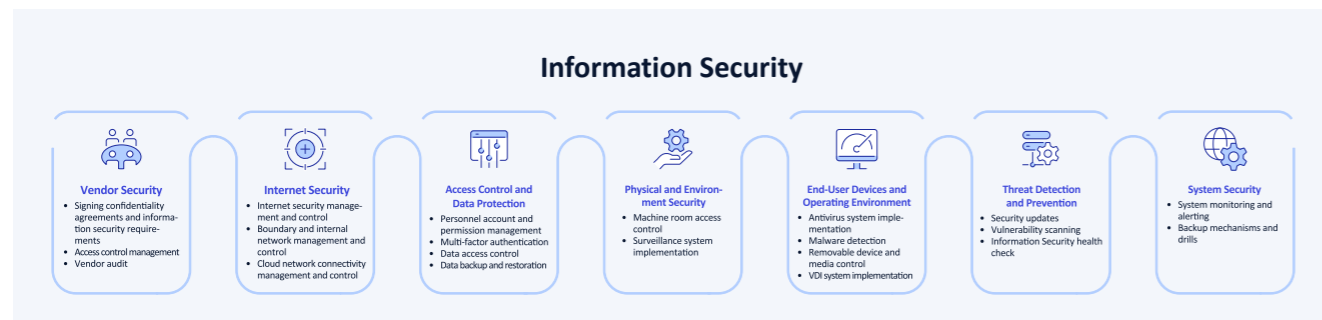 Information Security
Vendor Security
• Signing confidentiality
agreements and informa-
tion security require-
ments
• Access control management
• Vendor audit
Internet Security
• Internet security manage-
ment and control
• Boundary and internal
network management and
control
• Cloud network connectivity
management and control
Access Control and
Data Protection
• Personnel account and
permission management
• Multi-factor authentication
• Data access control
• Data backup and restoration
Physical and Environ-
ment Security
• Machine room access
control
• Surveillance system
implementation
End-User Devices and
Operating Environment
• Antivirus system imple-
mentation
• Malware detection
• Removable device and
media control
• VDI system implementation
Threat Detection
and Prevention
• Security updates
• Vulnerability scanning
• Information Security health
check
System Security
• System monitoring and
alerting
• Backup mechanisms and
drills